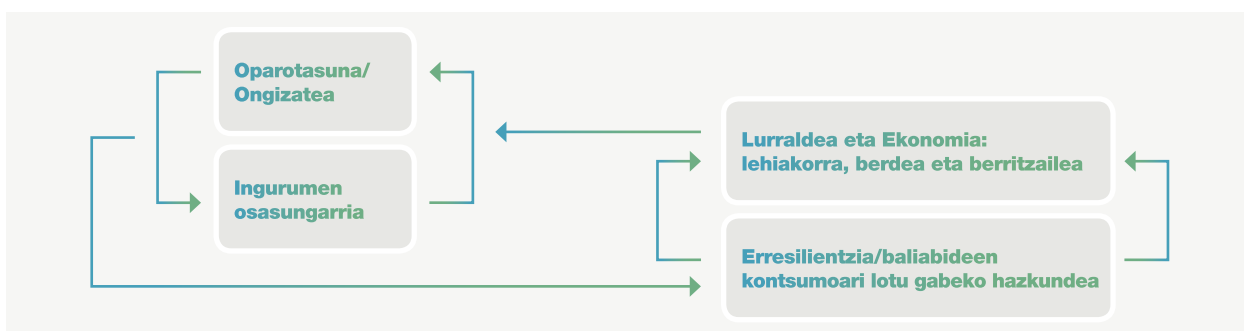 Oparotasuna/
Ongizatea
Ingurumen
osasungarria
Lurraldea eta Ekonomia:
lehiakorra, berdea eta berritzailea
Erresilientzia/baliabideen
kontsumoari lotu gabeko hazkundea